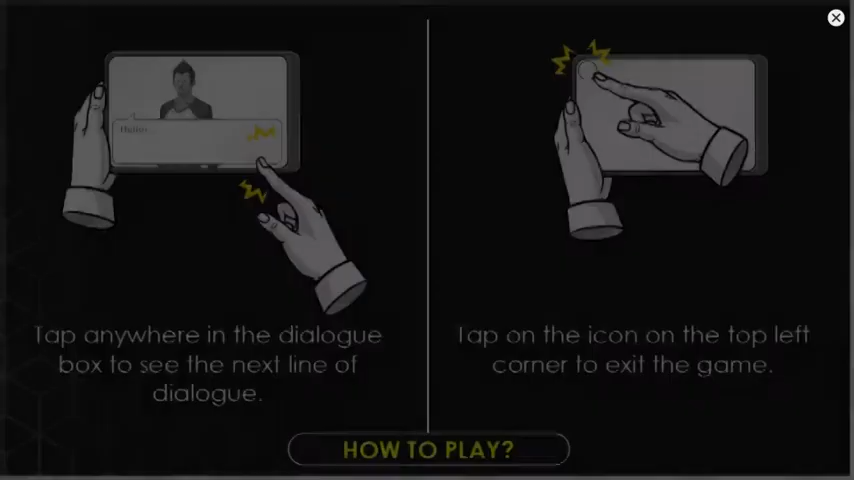 Hello...
Tap anywhere in the dialogue
box to see the next line of
dialogue.
Tap on the icon on the top left
corner to exit the game.
HOW TO PLAY?